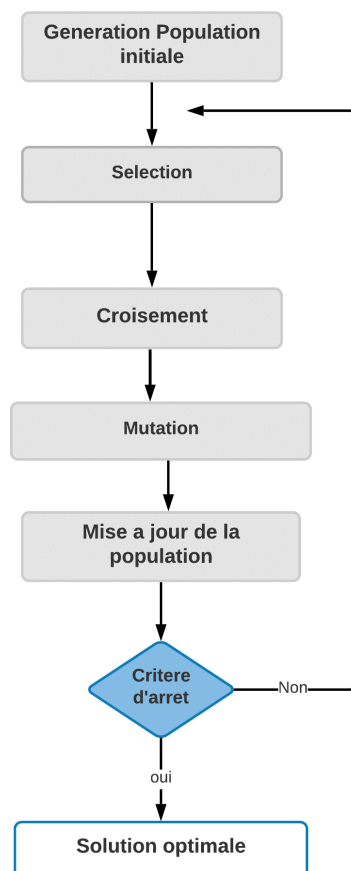 Generation Population
initiale
Selection
Croisement
Mutation
Mise a jour de la
population
Critere
d'arret
Non
oui
Solution optimale